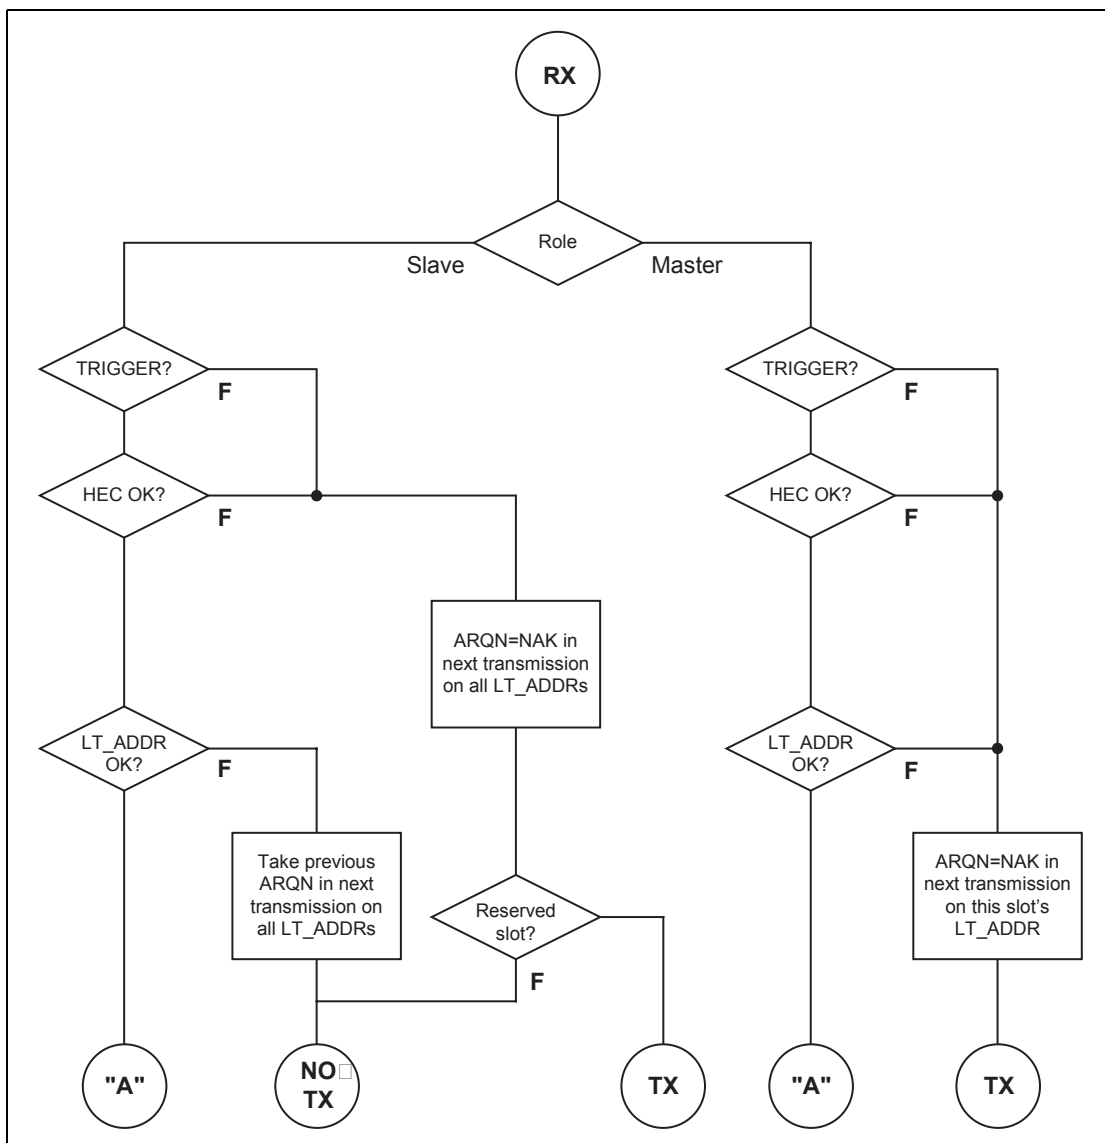 RX
Role
Slave
Master
TRIGGER?
F
TRIGGER?
F
HEC OK?
F
HEC OK?
F
ARQN=NAK in
next transmission
on all LT_ADDRs
LT_ADDR
OK?
F
LT_ADDR
OK?
F
Take previous
ARQN in next
transmission on
all LT_ADDRs
Reserved
slot?
F
ARQN=NAK in
next transmission
on this slot's
LT_ADDR
"A"
NO
TX
TX
"A"
TX